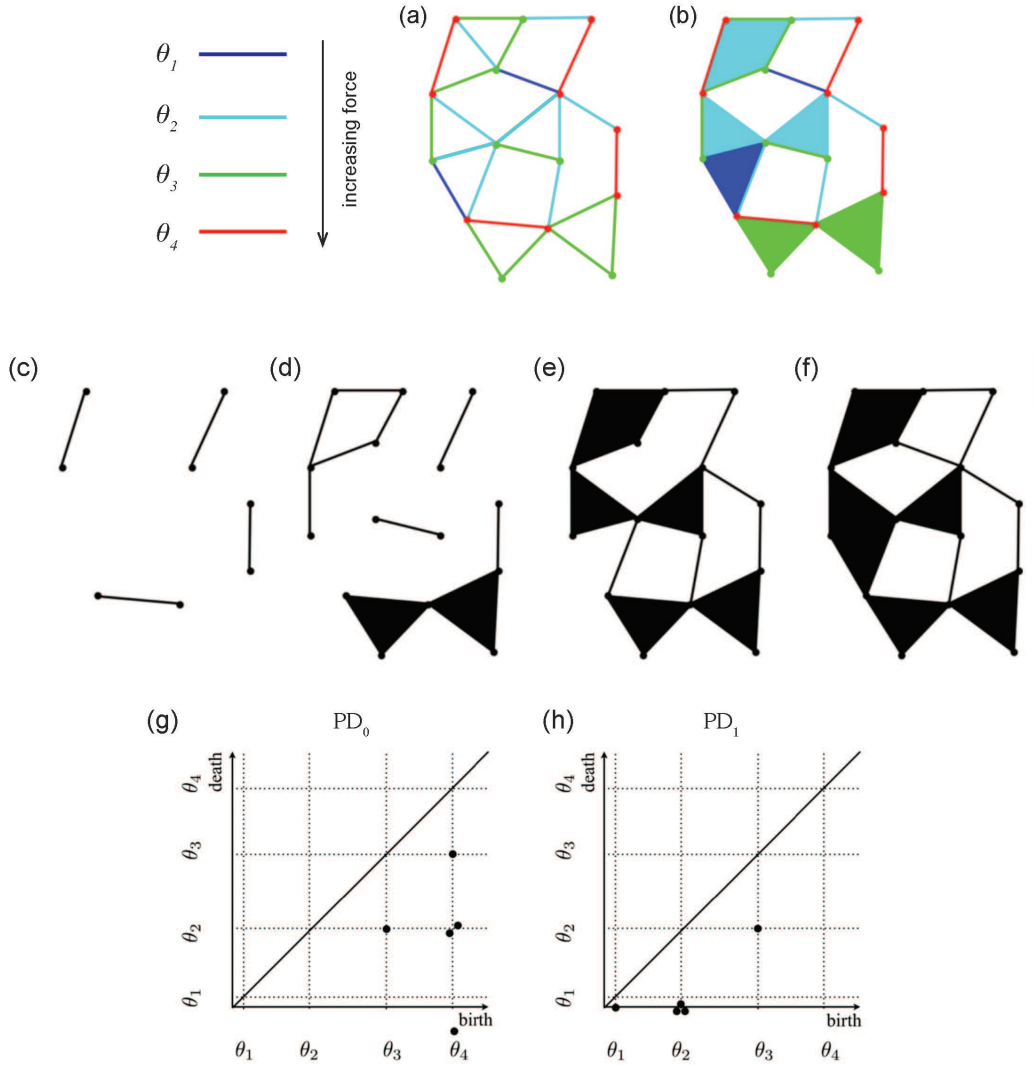 (a)
(b)
θ1
θ2
θ3
θ4
increasing force
(c)
(d)
(e)
(f)
(g)
PD0
death
θ4
θ3
θ2
θ1
birth
θ1
θ2
θ3
θ4
(h)
PD1
death
θ4
θ3
θ2
θ1
birth
θ1
θ2
θ3
θ4